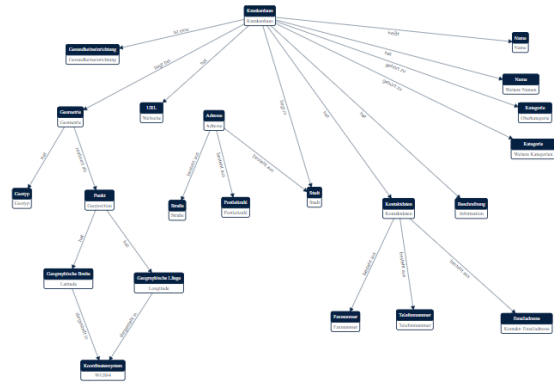 Krankenhaus
Krankenhaus
heißt
ist eine
Name
Name
Gesundheitseinrichtung
Gesundheitseinrichtung
liegt bei
hat
hat
gehört zu
gehört zu
Name
Weitere Namen
Kategorie
Oberkategorie
Geometrie
Geometrie
URL
Webseite
Adresse
Adresse
liegt in
hat
hat
Kategorie
Weitere Kategorien
hat
besteht aus
besteht aus
besteht aus
Geotyp
Geotyp
Punkt
Straße
Straße
Postleitzahl
Postleitzahl
Stadt
Stadt
Kontaktdaten
Kontaktdaten
Beschreibung
Information
hat
hat
besteht aus
besteht aus
besteht aus
Geographische Breite
Latitude
Geographische Länge
Longitude
dargestellt in
dargestellt in
Faxnummer
Faxnummer
Telefonnummer
Telefonnummer
Emailadresse
Kontakt-Emailadresse
Koordinatensystem
WGS84